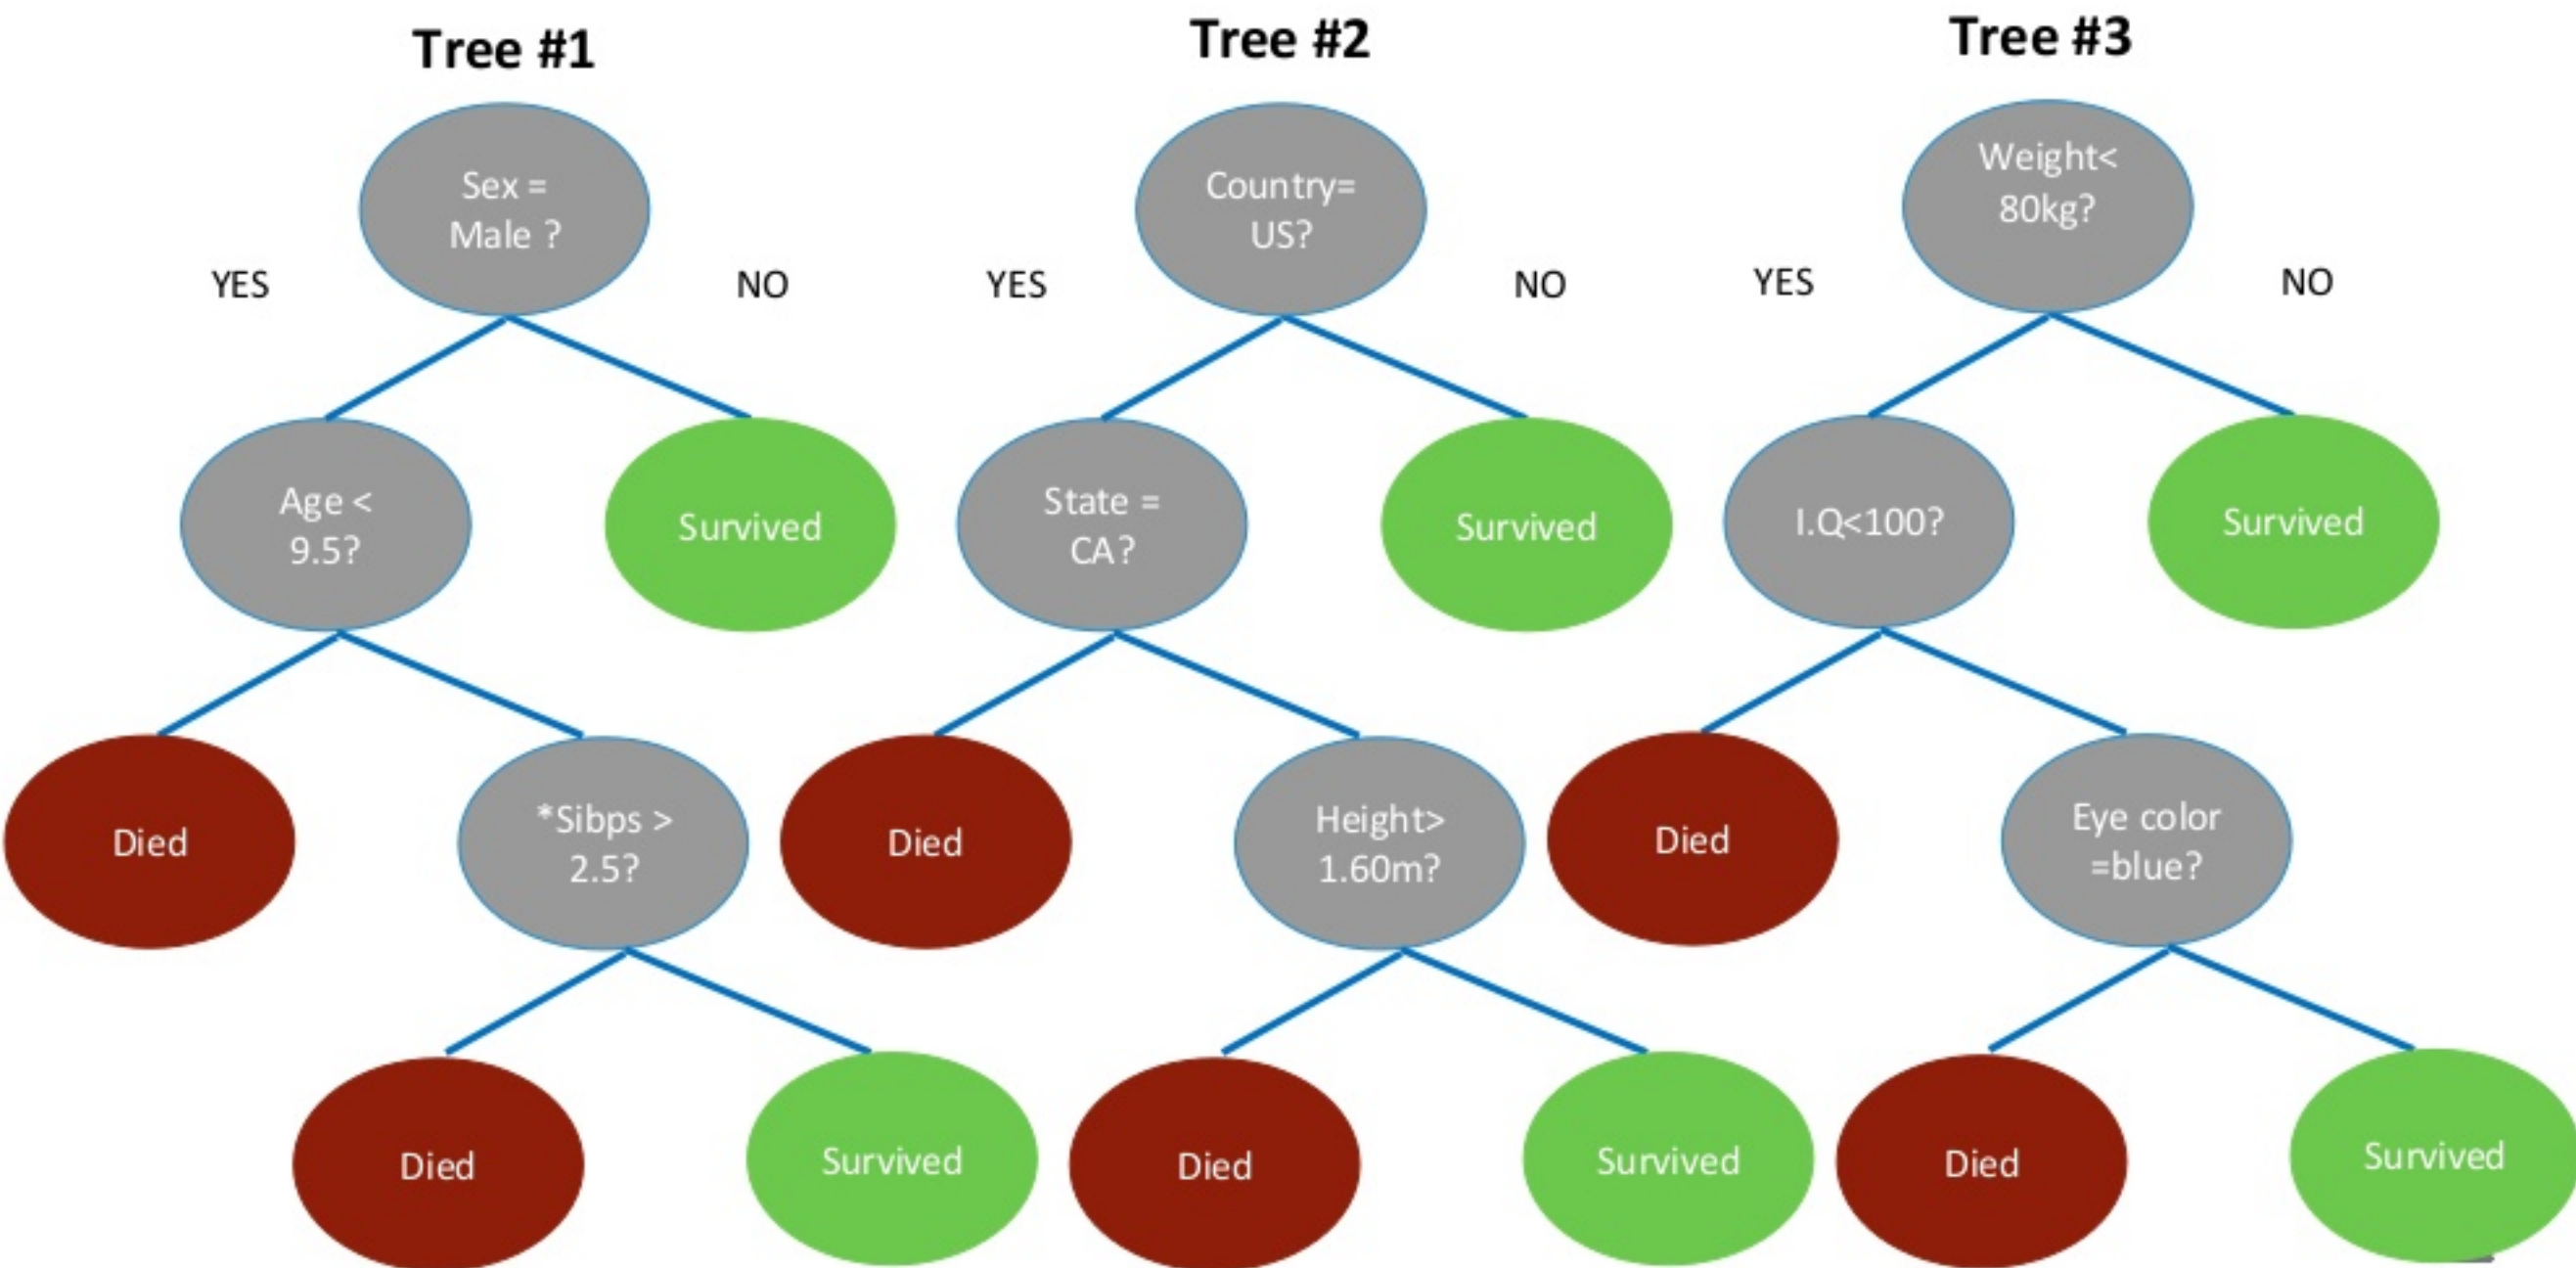 Tree #1
Sex =
Male ?
YES
NO
Age <
9.5?
Survived
Died
*Sibps >
2.5?
Died
Survived
Tree #2
Country=
US?
YES
NO
State =
CA?
Survived
Died
Height>
1.60m?
Died
Survived
Tree #3
Weight<
80kg?
YES
NO
I.Q<100?
Survived
Died
Eye color
=blue?
Died
Survived